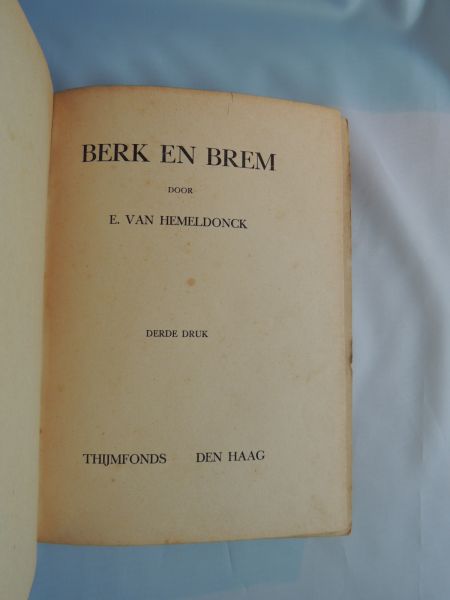 BERK EN BREM
DOOR
E. VAN HEMELDONCK
DERDE DRUK
THIJMFONDS DEN HAAG